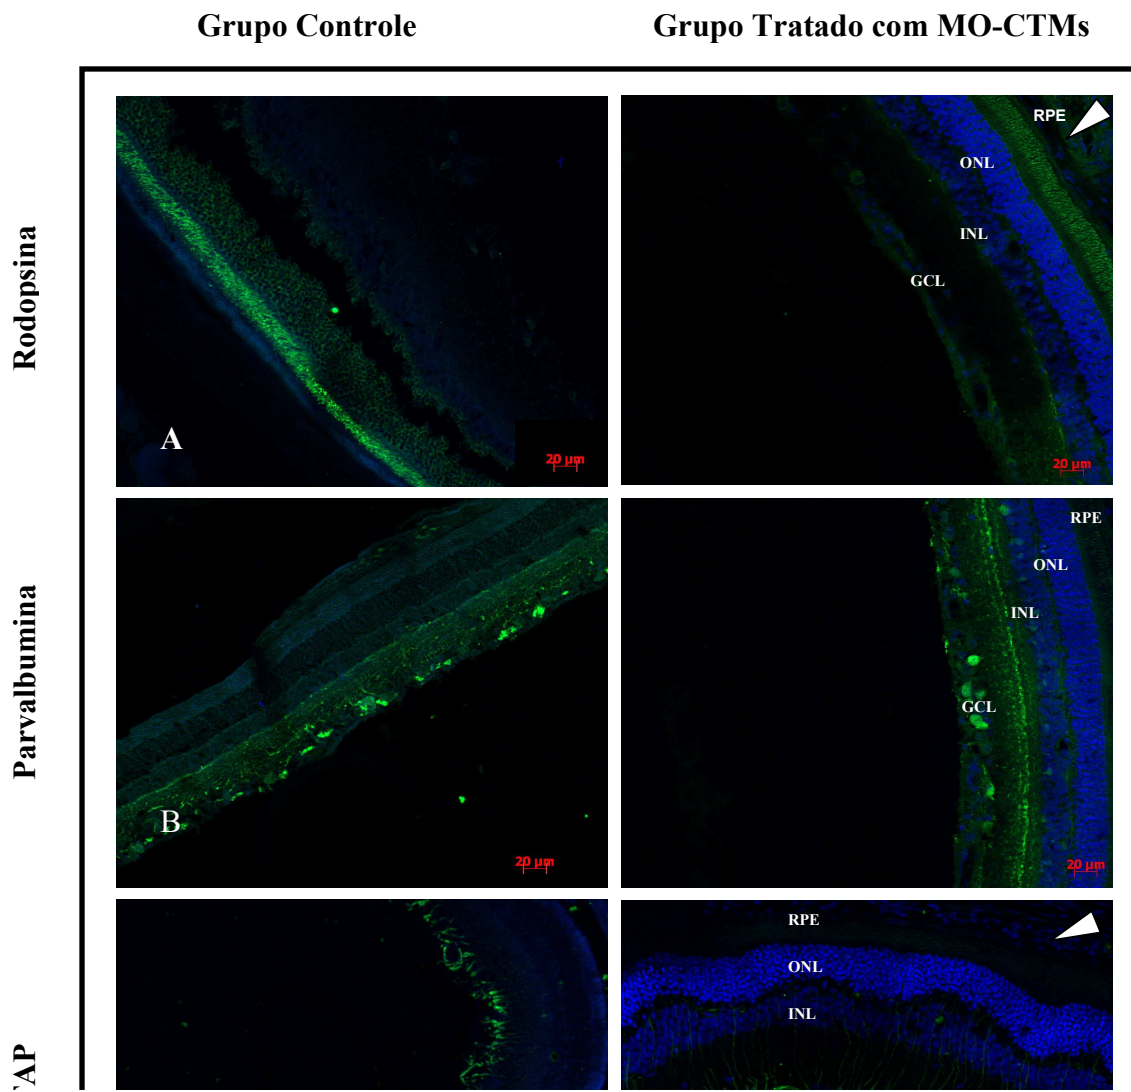 Grupo Controle
Grupo Tratado com MO-CTMs
Rodopsina
A
20 µm
RPE
ONL
INL
GCL
20 µm
Parvalbumina
B
20 µm
RPE
ONL
INL
GCL
20 µm
RPE
ONL
INL